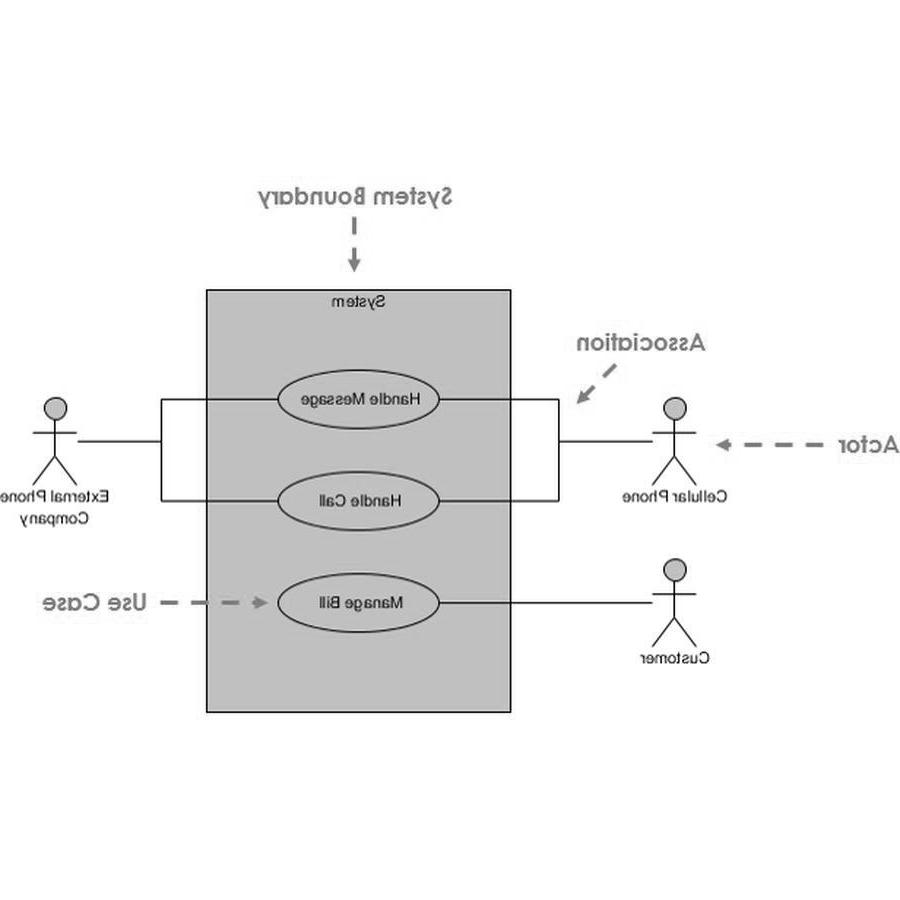 System Boundary
System
Association
Handle Message
Actor
External Phone
Company
Handle Call
Cellular Phone
Use Case
Manage Bill
Customer